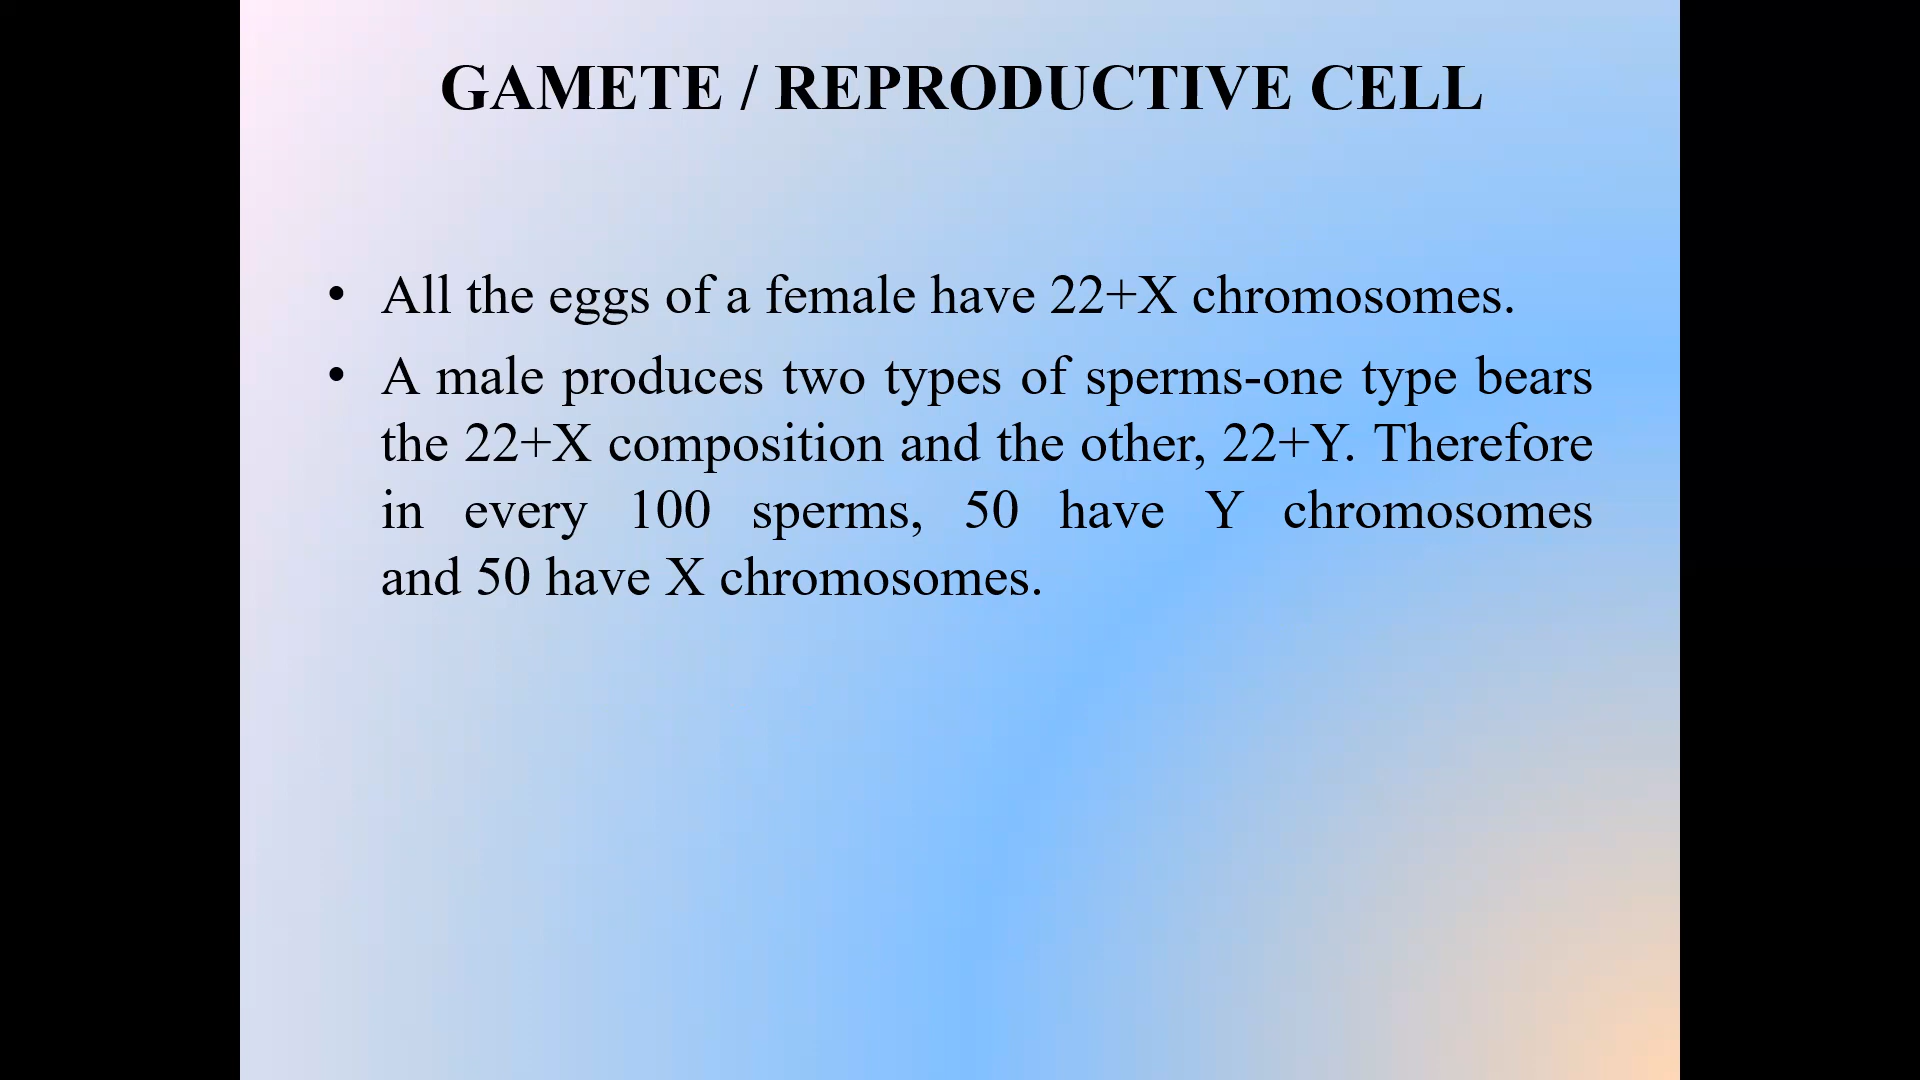 GAMETE / REPRODUCTIVE CELL
• All the eggs of a female have 22+X chromosomes.
• A male produces two types of sperms-one type bears
the 22+X composition and the other, 22+Y. Therefore
in every 100 sperms, 50 have Y chromosomes
and 50 have X chromosomes.